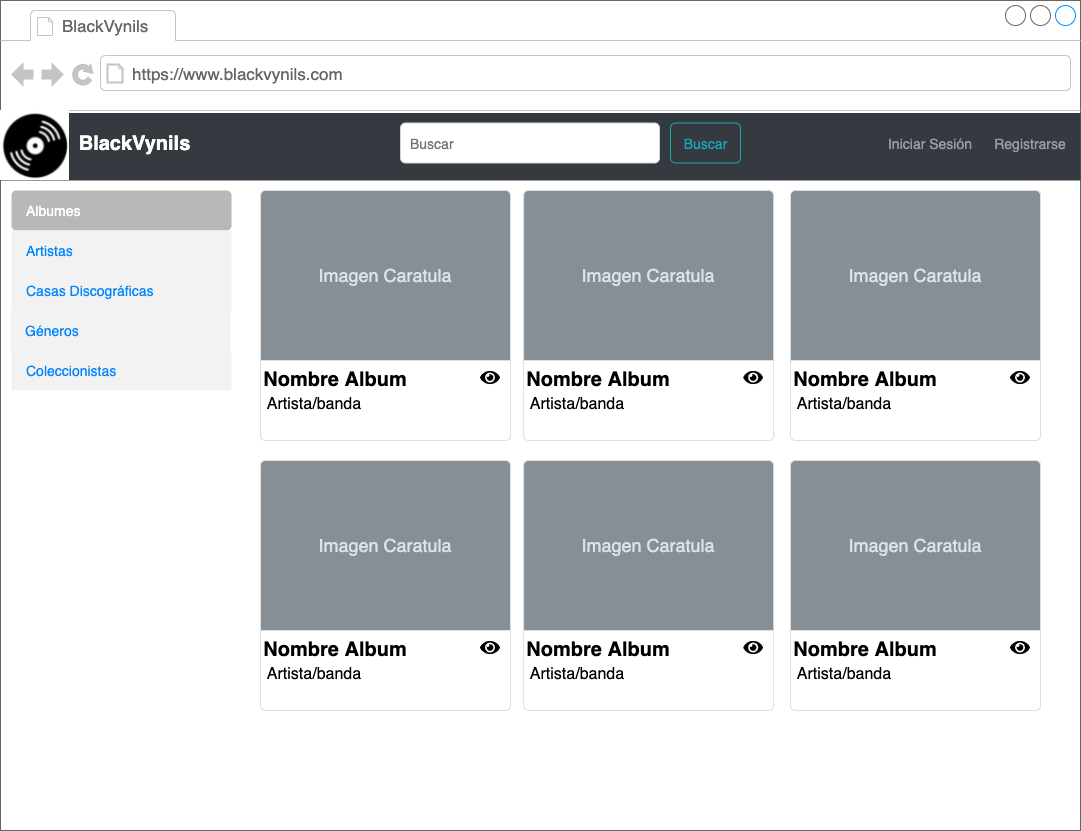 BlackVynils
https://www.blackvynils.com
BlackVynils
Buscar
Buscar
Iniciar Sesión
Registrarse
Albumes
Artistas
Casas Discográficas
Géneros
Coleccionistas
Imagen Caratula
Nombre Album
Artista/banda
Imagen Caratula
Nombre Album
Artista/banda
Imagen Caratula
Nombre Album
Artista/banda
Imagen Caratula
Nombre Album
Artista/banda
Imagen Caratula
Nombre Album
Artista/banda
Imagen Caratula
Nombre Album
Artista/banda